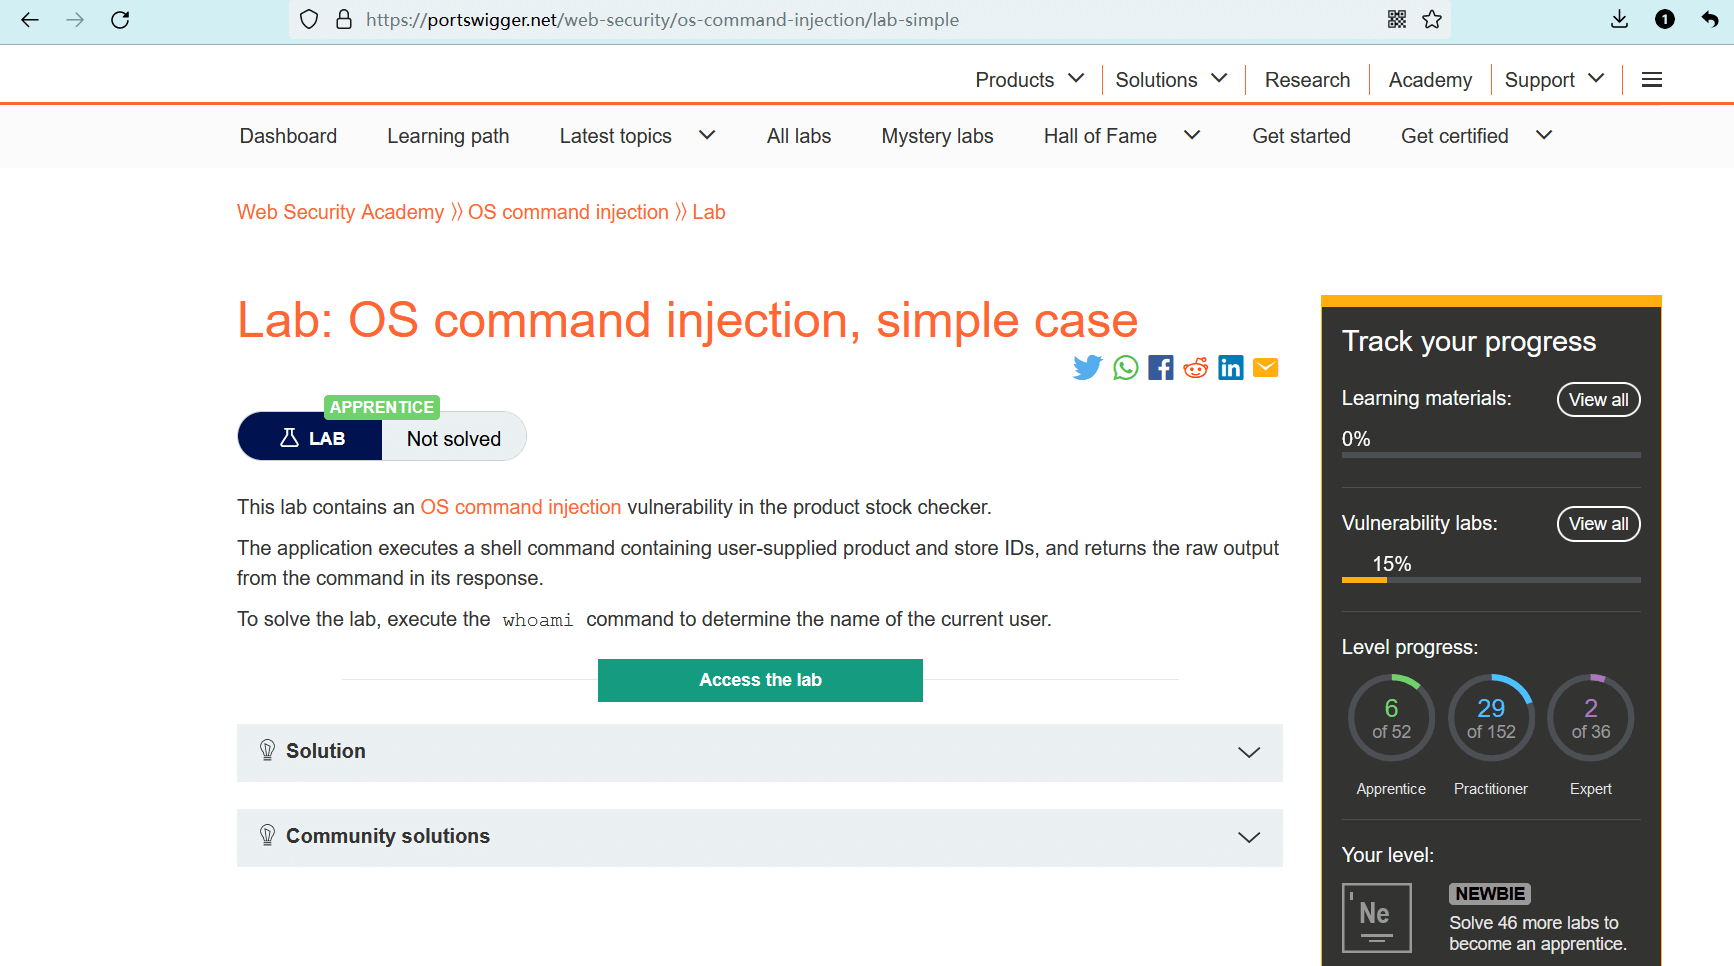 https://portswigger.net/web-security/os-command-injection/lab-simple
1
Products Solutions Research Academy Support
Dashboard Learning path Latest topics All labs Mystery labs Hall of Fame Get started Get certified
Web Security Academy ⟩⟩ OS command injection ⟩⟩ Lab
Lab: OS command injection, simple case
APPRENTICE
LAB Not solved
This lab contains an OS command injection vulnerability in the product stock checker.
The application executes a shell command containing user-supplied product and store IDs, and returns the raw output
from the command in its response.
To solve the lab, execute the whoami command to determine the name of the current user.
Access the lab
Solution
Community solutions
Track your progress
Learning materials: View all
0%
Vulnerability labs: View all
15%
Level progress:
6 29 2
of 52 of 152 of 36
Apprentice Practitioner Expert
Your level:
Ne
NEWBIE
Solve 46 more labs to
become an apprentice.